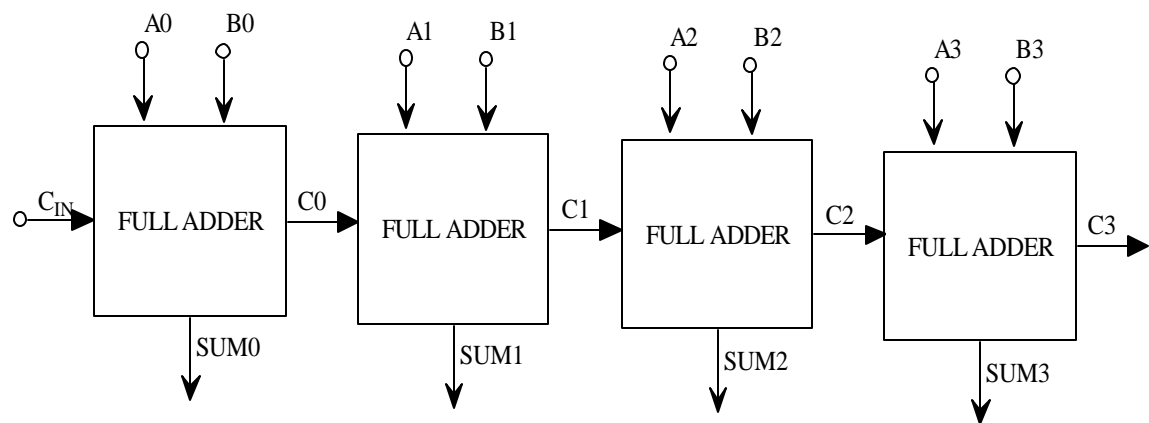 A0 B0 A1 B1 A2 B2 A3 B3
C_IN FULL ADDER C0 FULL ADDER C1 FULL ADDER C2 FULL ADDER C3
SUM0 SUM1 SUM2 SUM3